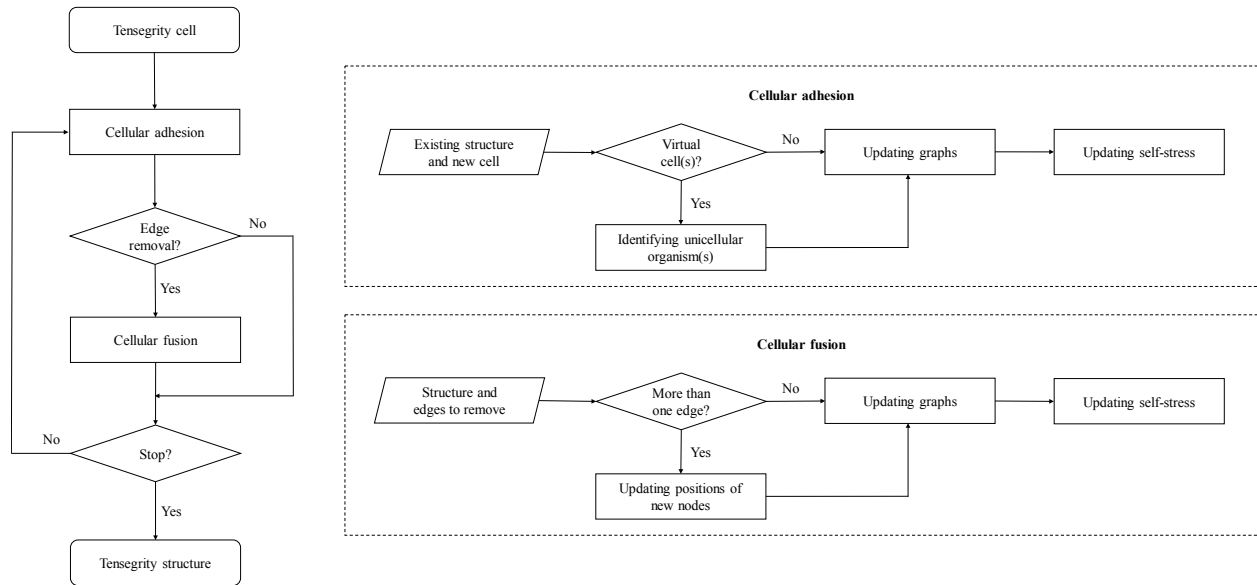 Tensegrity cell
Cellular adhesion
Edge
removal?
No
Yes
Cellular fusion
No
Stop?
Yes
Tensegrity structure
Cellular adhesion
Existing structure
and new cell
Virtual
cell(s)?
No
Updating graphs
Updating self-stress
Yes
Identifying unicellular
organism(s)
Cellular fusion
Structure and
edges to remove
More than
one edge?
No
Updating graphs
Updating self-stress
Yes
Updating positions of
new nodes